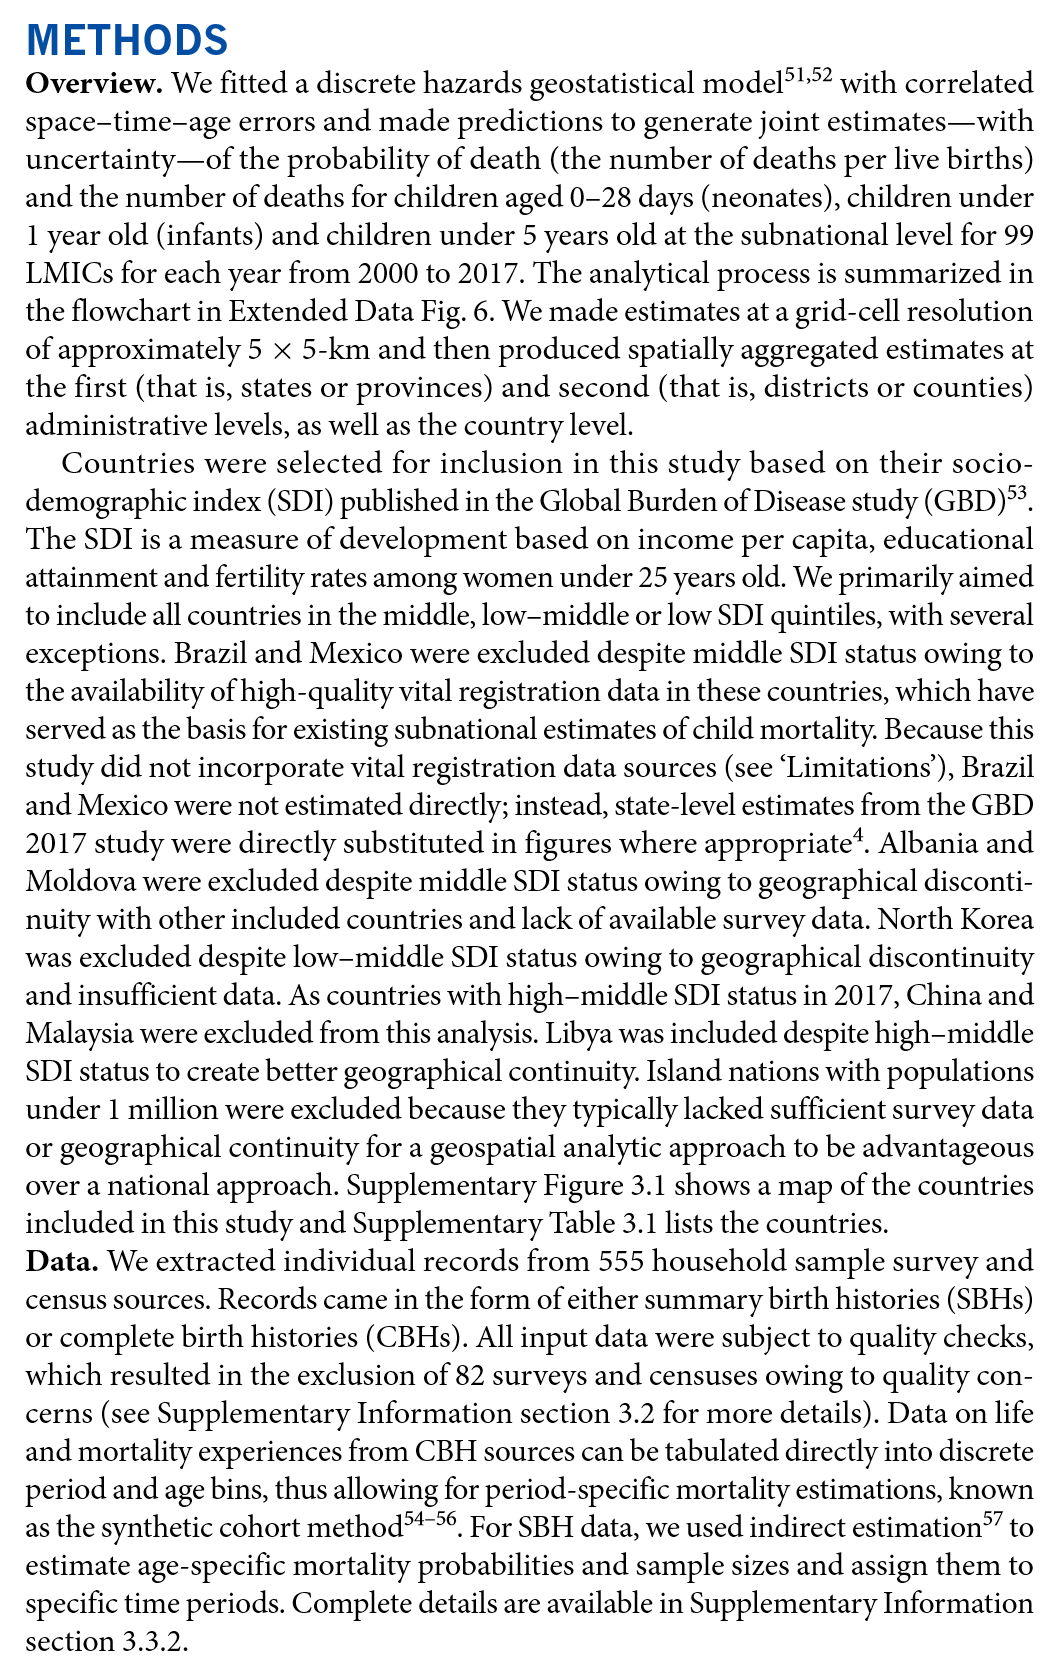 METHODS
Overview. We fitted a discrete hazards geostatistical model51,52 with correlated
space–time–age errors and made predictions to generate joint estimates—with
uncertainty—of the probability of death (the number of deaths per live births)
and the number of deaths for children aged 0–28 days (neonates), children under
1 year old (infants) and children under 5 years old at the subnational level for 99
LMICs for each year from 2000 to 2017. The analytical process is summarized in
the flowchart in Extended Data Fig. 6. We made estimates at a grid-cell resolution
of approximately 5 × 5-km and then produced spatially aggregated estimates at
the first (that is, states or provinces) and second (that is, districts or counties)
administrative levels, as well as the country level.
Countries were selected for inclusion in this study based on their socio-
demographic index (SDI) published in the Global Burden of Disease study (GBD)53.
The SDI is a measure of development based on income per capita, educational
attainment and fertility rates among women under 25 years old. We primarily aimed
to include all countries in the middle, low–middle or low SDI quintiles, with several
exceptions. Brazil and Mexico were excluded despite middle SDI status owing to
the availability of high-quality vital registration data in these countries, which have
served as the basis for existing subnational estimates of child mortality. Because this
study did not incorporate vital registration data sources (see ‘Limitations’), Brazil
and Mexico were not estimated directly; instead, state-level estimates from the GBD
2017 study were directly substituted in figures where appropriate4. Albania and
Moldova were excluded despite middle SDI status owing to geographical disconti-
nuity with other included countries and lack of available survey data. North Korea
was excluded despite low–middle SDI status owing to geographical discontinuity
and insufficient data. As countries with high–middle SDI status in 2017, China and
Malaysia were excluded from this analysis. Libya was included despite high–middle
SDI status to create better geographical continuity. Island nations with populations
under 1 million were excluded because they typically lacked sufficient survey data
or geographical continuity for a geospatial analytic approach to be advantageous
over a national approach. Supplementary Figure 3.1 shows a map of the countries
included in this study and Supplementary Table 3.1 lists the countries.
Data. We extracted individual records from 555 household sample survey and
census sources. Records came in the form of either summary birth histories (SBHs)
or complete birth histories (CBHs). All input data were subject to quality checks,
which resulted in the exclusion of 82 surveys and censuses owing to quality con-
cerns (see Supplementary Information section 3.2 for more details). Data on life
and mortality experiences from CBH sources can be tabulated directly into discrete
period and age bins, thus allowing for period-specific mortality estimations, known
as the synthetic cohort method54–56. For SBH data, we used indirect estimation57 to
estimate age-specific mortality probabilities and sample sizes and assign them to
specific time periods. Complete details are available in Supplementary Information
section 3.3.2.